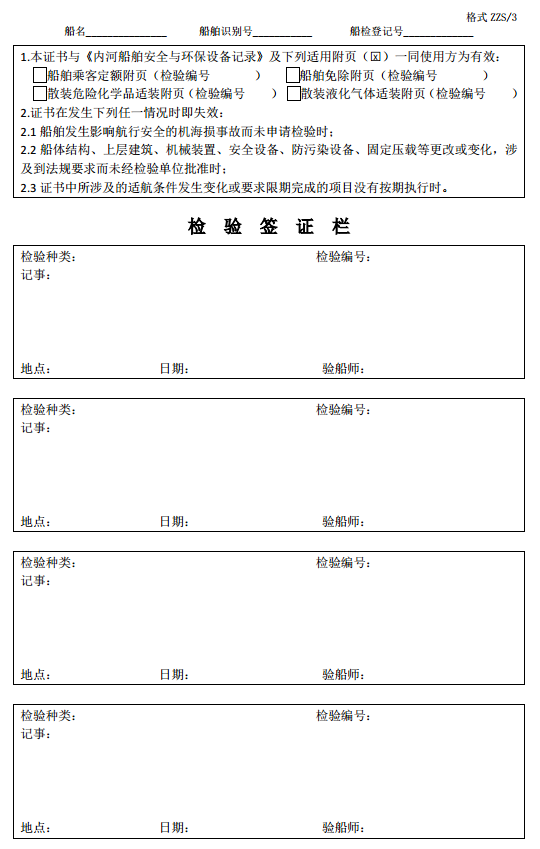 格式 ZZS/3
船名______________ 船舶识别号__________ 船检登记号____________
1.本证书与《内河船舶安全与环保设备记录》及下列适用附页（☒）一同使用方为有效：
□船舶乘客定额附页（检验编号 ） □船舶免除附页（检验编号 ）
□散装危险化学品适装附页（检验编号 ） □散装液化气体适装附页（检验编号 ）
2.证书在发生下列任一情况时即失效：
2.1 船舶发生影响航行安全的机海损事故而未申请检验时；
2.2 船体结构、上层建筑、机械装置、安全设备、防污染设备、固定压载等更改或变化，涉
及到法规要求而未经检验单位批准时；
2.3 证书中所涉及的适航条件发生变化或要求限期完成的项目没有按期执行时。
检 验 签 证 栏
检验种类： 检验编号：
记事：
地点： 日期： 验船师：
检验种类： 检验编号：
记事：
地点： 日期： 验船师：
检验种类： 检验编号：
记事：
地点： 日期： 验船师：
检验种类： 检验编号：
记事：
地点： 日期： 验船师：